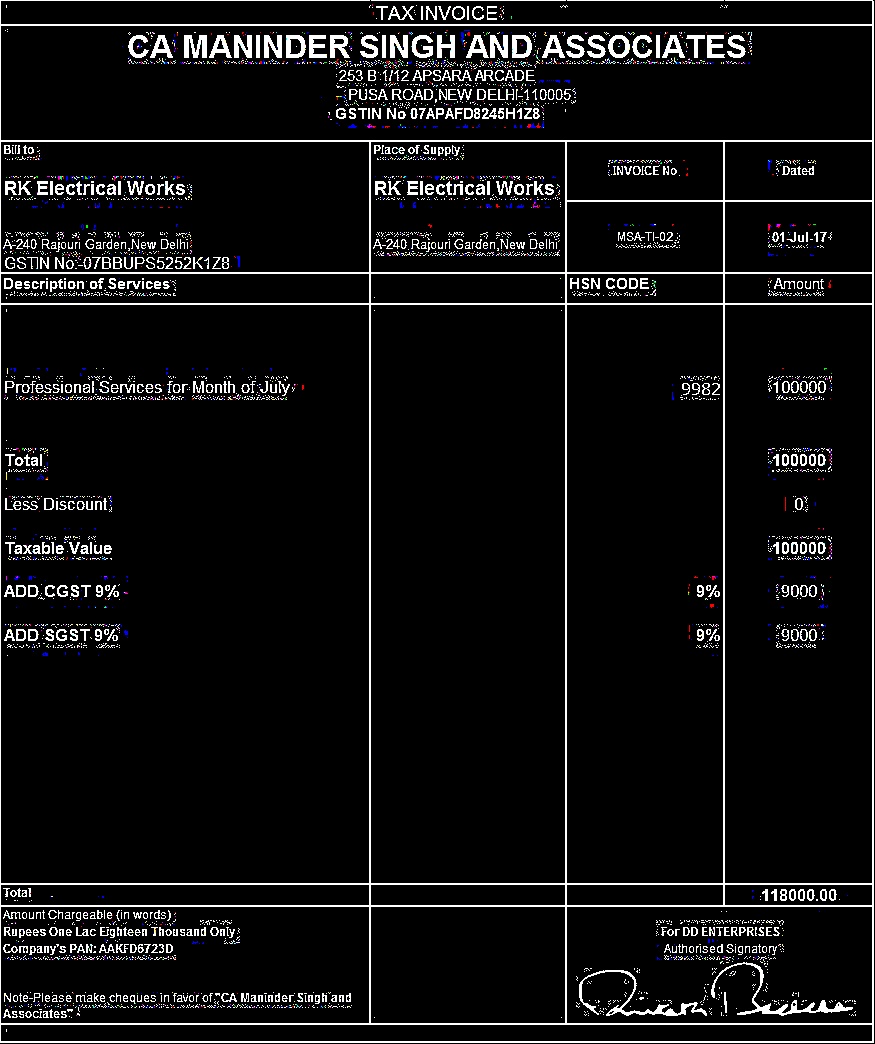 TAX INVOICE
CA MANINDER SINGH AND ASSOCIATES
253 B 1/12 APSARA ARCADE
PUSA ROAD,NEW DELHI-110005
GSTIN No 07APAFD8245H1Z8
Bill to
RK Electrical Works
A-240 Rajouri Garden,New Delhi
GSTIN No:-07BBUPS5252K1Z8
Place of Supply
RK Electrical Works
A-240 Rajouri Garden,New Delhi
INVOICE No Dated
MSA-TI-02 01-Jul-17
Description of Services HSN CODE Amount
Professional Services for Month of July 9982 100000
Total 100000
Less Discount 0
Taxable Value 100000
ADD CGST 9% 9% 9000
ADD SGST 9% 9% 9000
Total 118000.00
Amount Chargeable (in words)
Rupees One Lac Eighteen Thousand Only
Company's PAN: AAKFD6723D
Note-Please make cheques in favor of "CA Maninder Singh and
Associates"
For DD ENTERPRISES
Authorised Signatory